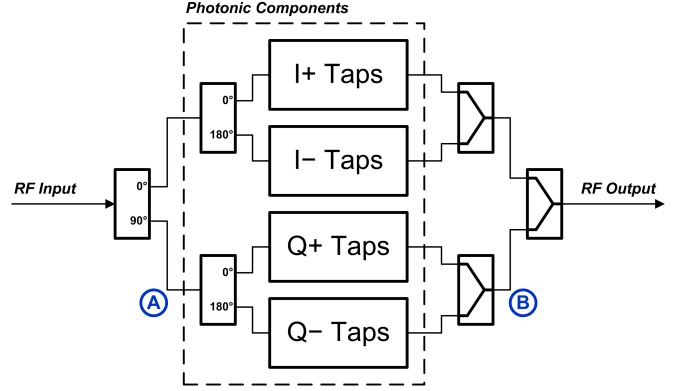 Photonic Components
I+ Taps
0°
180°
I− Taps
RF Input
0°
90°
RF Output
Q+ Taps
0°
180°
A
B
Q− Taps